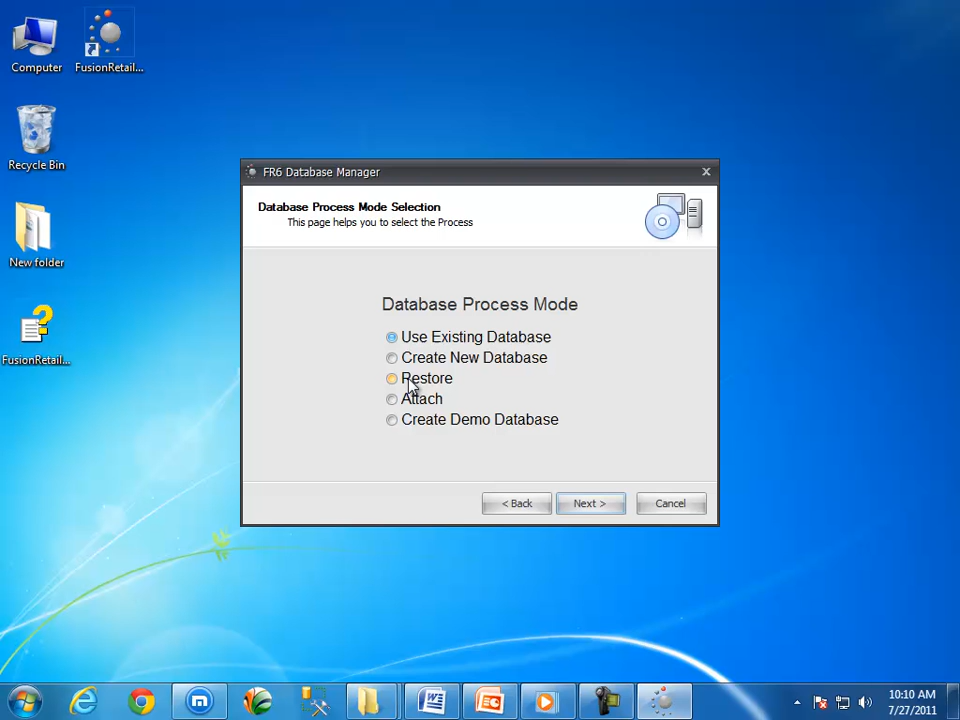 Computer
FusionRetail...
Recycle Bin
New folder
FusionRetail...
FR6 Database Manager
Database Process Mode Selection
This page helps you to select the Process
Database Process Mode
Use Existing Database
Create New Database
Restore
Attach
Create Demo Database
< Back
Next >
Cancel
10:10 AM
7/27/2011